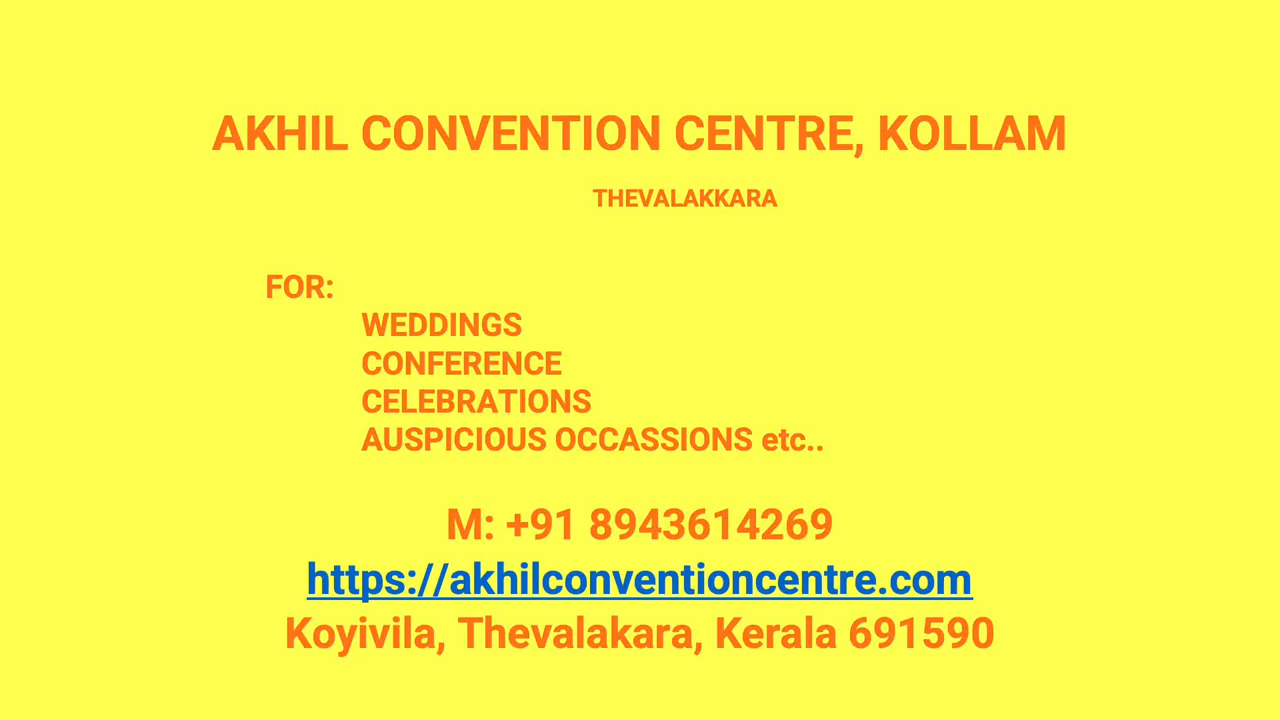 AKHIL CONVENTION CENTRE, KOLLAM
THEVALAKKARA
FOR:
WEDDINGS
CONFERENCE
CELEBRATIONS
AUSPICIOUS OCCASSIONS etc..
M: +91 8943614269
https://akhilconventioncentre.com
Koyivila, Thevalakara, Kerala 691590